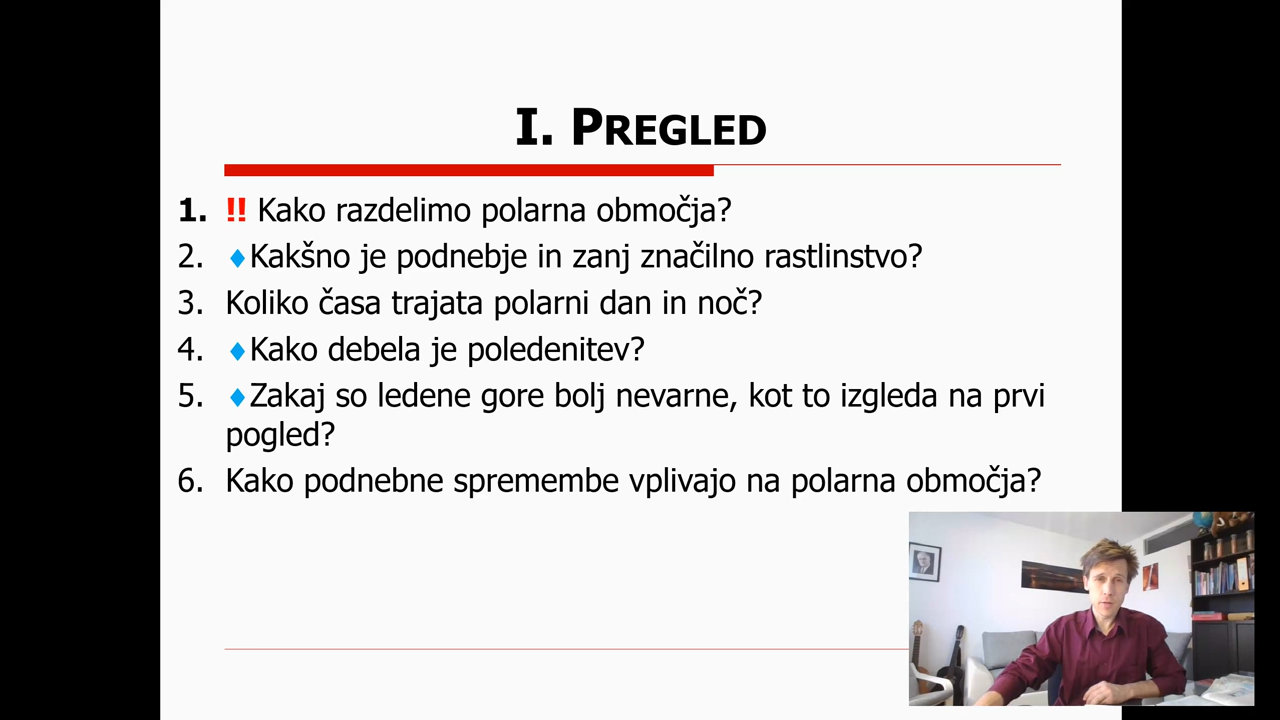 I. PREGLED
1. !! Kako razdelimo polarna območja?
2. ♦Kakšno je podnebje in zanj značilno rastlinstvo?
3. Koliko časa trajata polarni dan in noč?
4. ♦Kako debela je poledenitev?
5. ♦Zakaj so ledene gore bolj nevarne, kot to izgleda na prvi
pogled?
6. Kako podnebne spremembe vplivajo na polarna območja?